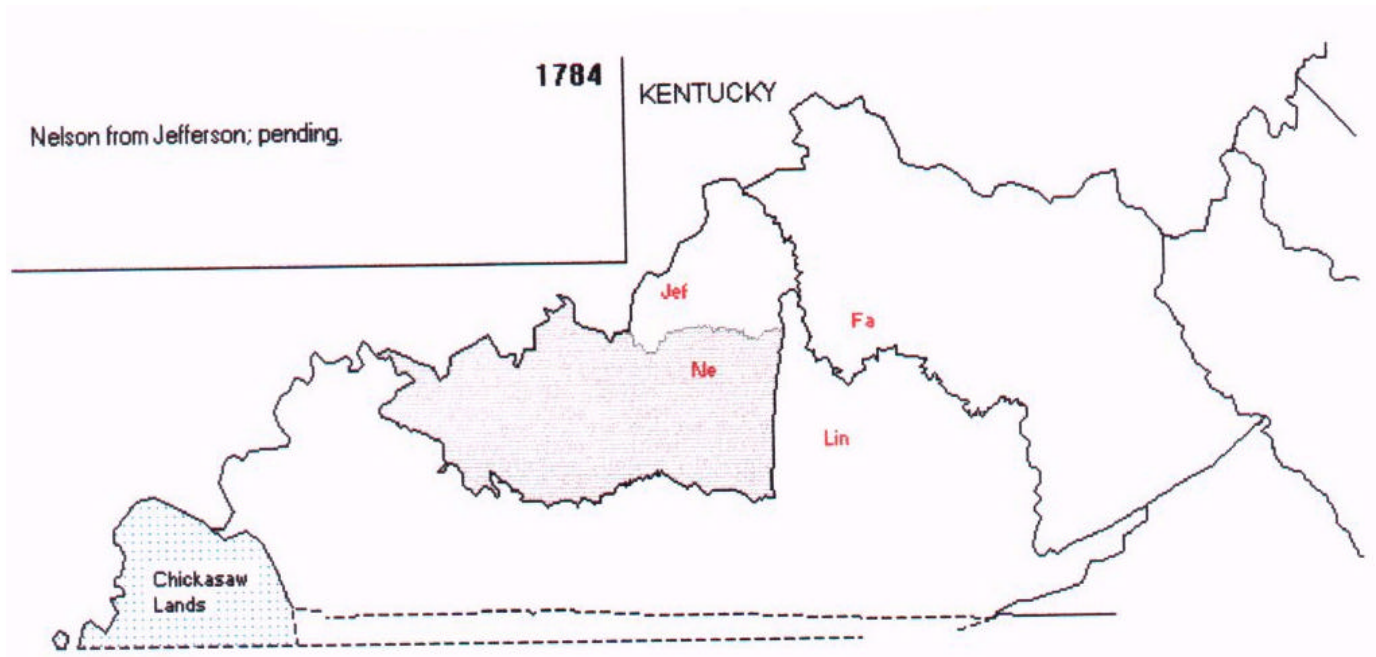 1784
KENTUCKY
Nelson from Jefferson; pending.
Jef
Fa
Ne
Lin
Chickasaw
Lands